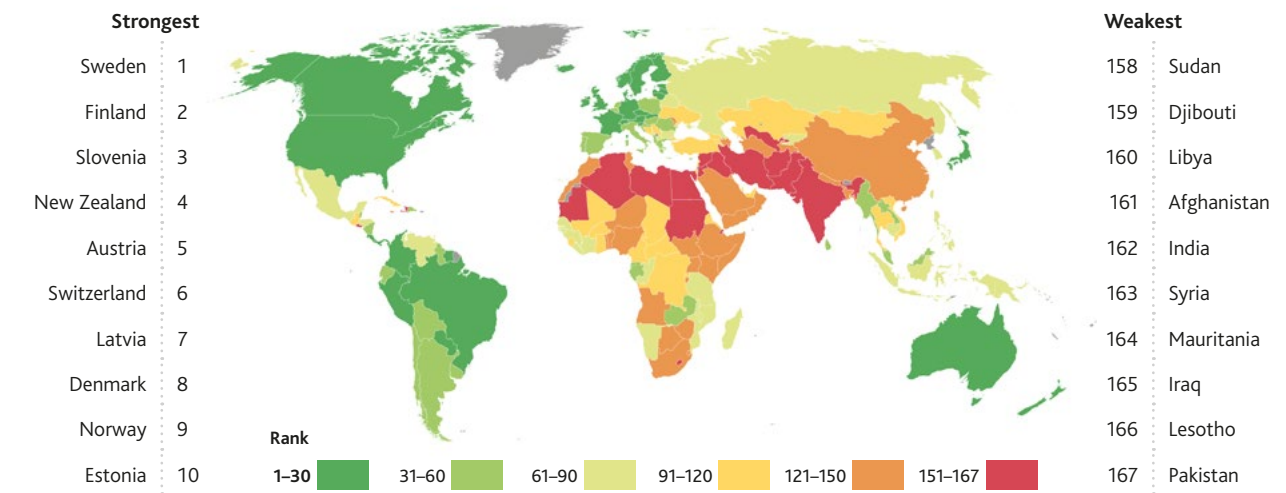 Strongest
Sweden 1
Finland 2
Slovenia 3
New Zealand 4
Austria 5
Switzerland 6
Latvia 7
Denmark 8
Norway 9
Estonia 10
Rank
1–30
31–60
61–90
91–120
121–150
151–167
Weakest
158 Sudan
159 Djibouti
160 Libya
161 Afghanistan
162 India
163 Syria
164 Mauritania
165 Iraq
166 Lesotho
167 Pakistan